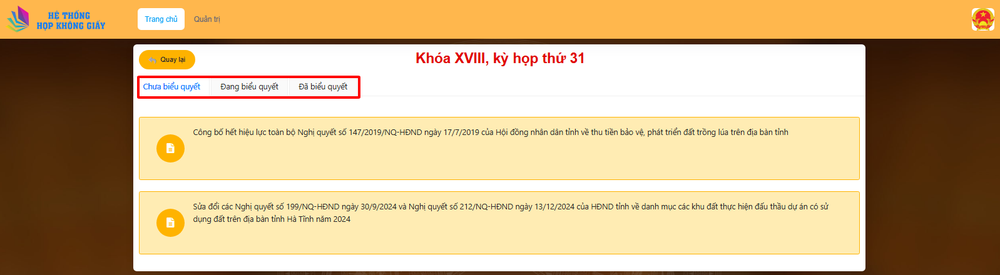 HỆ THỐNG
HỌP KHÔNG GIẤY
Trang chủ
Quản trị
Quay lại
Khóa XVIII, kỳ họp thứ 31
Chưa biểu quyết
Đang biểu quyết
Đã biểu quyết
Công bố hết hiệu lực toàn bộ Nghị quyết số 147/2019/NQ-HĐND ngày 17/7/2019 của Hội đồng nhân dân tỉnh về thu tiền bảo vệ, phát triển đất trồng lúa trên địa bàn tỉnh
Sửa đổi các Nghị quyết số 199/NQ-HĐND ngày 30/9/2024 và Nghị quyết số 212/NQ-HĐND ngày 13/12/2024 của HĐND tỉnh về danh mục các khu đất thực hiện đấu thầu dự án có sử
dụng đất trên địa bàn tỉnh Hà Tĩnh năm 2024